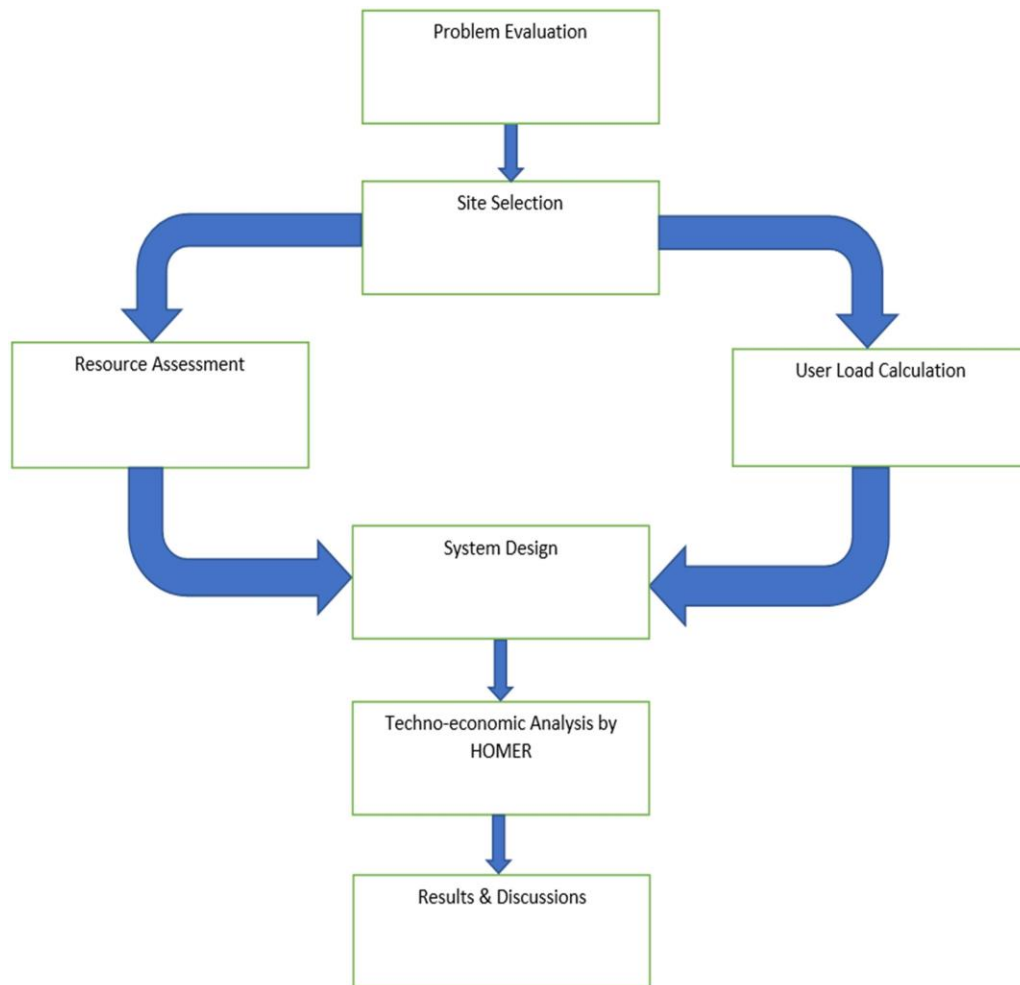 Problem Evaluation
Site Selection
Resource Assessment
User Load Calculation
System Design
Techno-economic Analysis by
HOMER
Results & Discussions